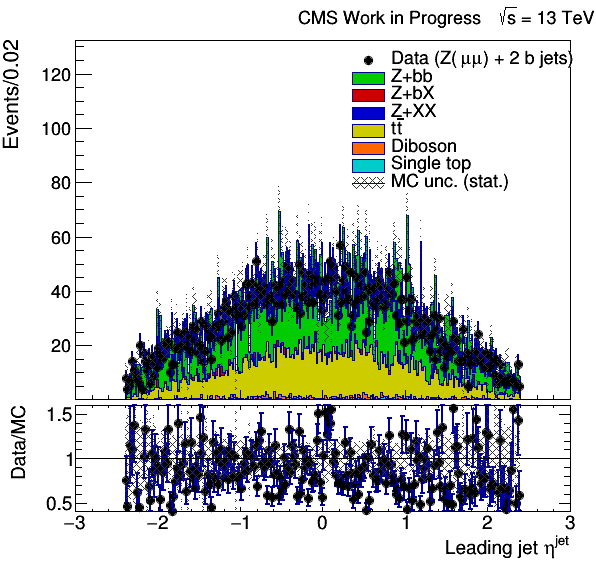 CMS Work in Progress √s = 13 TeV
Events/0.02
120
100
80
60
40
20
Data (Z(μμ) + 2 b jets)
Z+bb
Z+bX
Z+XX
tt̅
Diboson
Single top
MC unc. (stat.)
Data/MC
1.5
1
0.5
−3 −2 −1 0 1 2 3
Leading jet η^jet